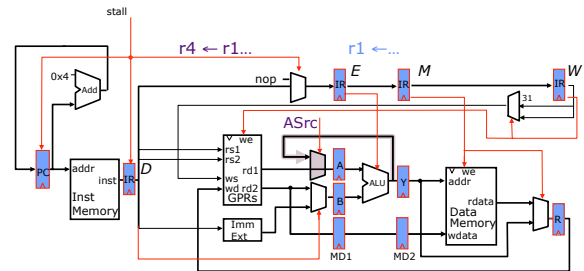 stall
r4 ← r1... r1 ← ...
E M W
nop IR IR IR
0x4 Add 31
ASrc
we we
D rs1
rs2
PC addr inst IR rd1 A ALU Y addr
Inst Memory ws
wd rd2 GPRs B rdata
Data Memory R
Imm Ext wdata
MD1 MD2